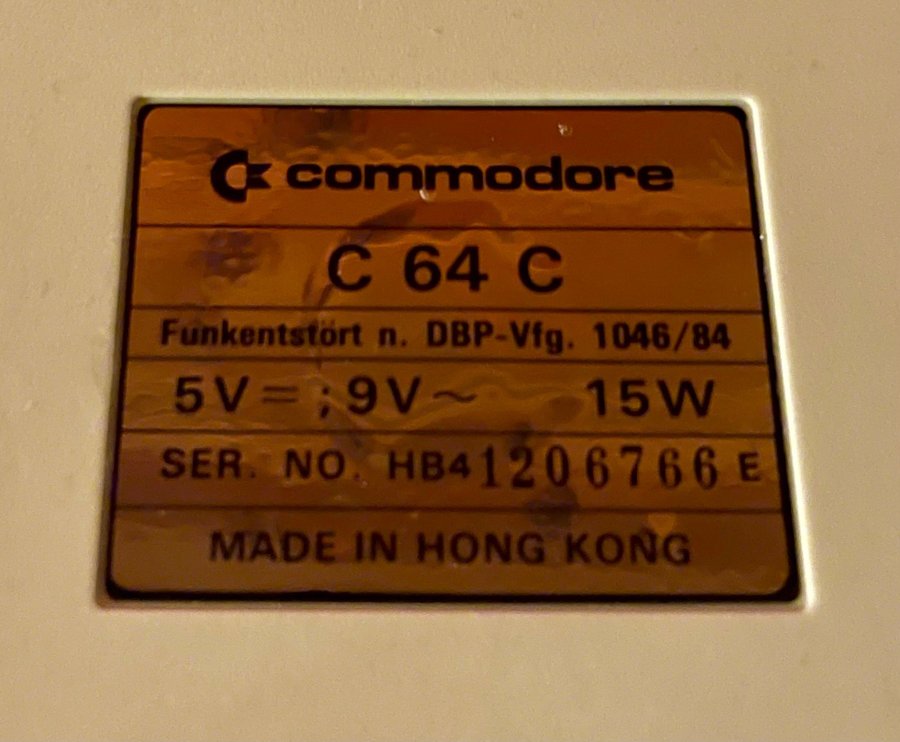 commodore
C 64 C
Funkentstört n. DBP-Vfg. 1046/84
5V= ; 9V~ 15W
SER. NO. HB41206766 E
MADE IN HONG KONG